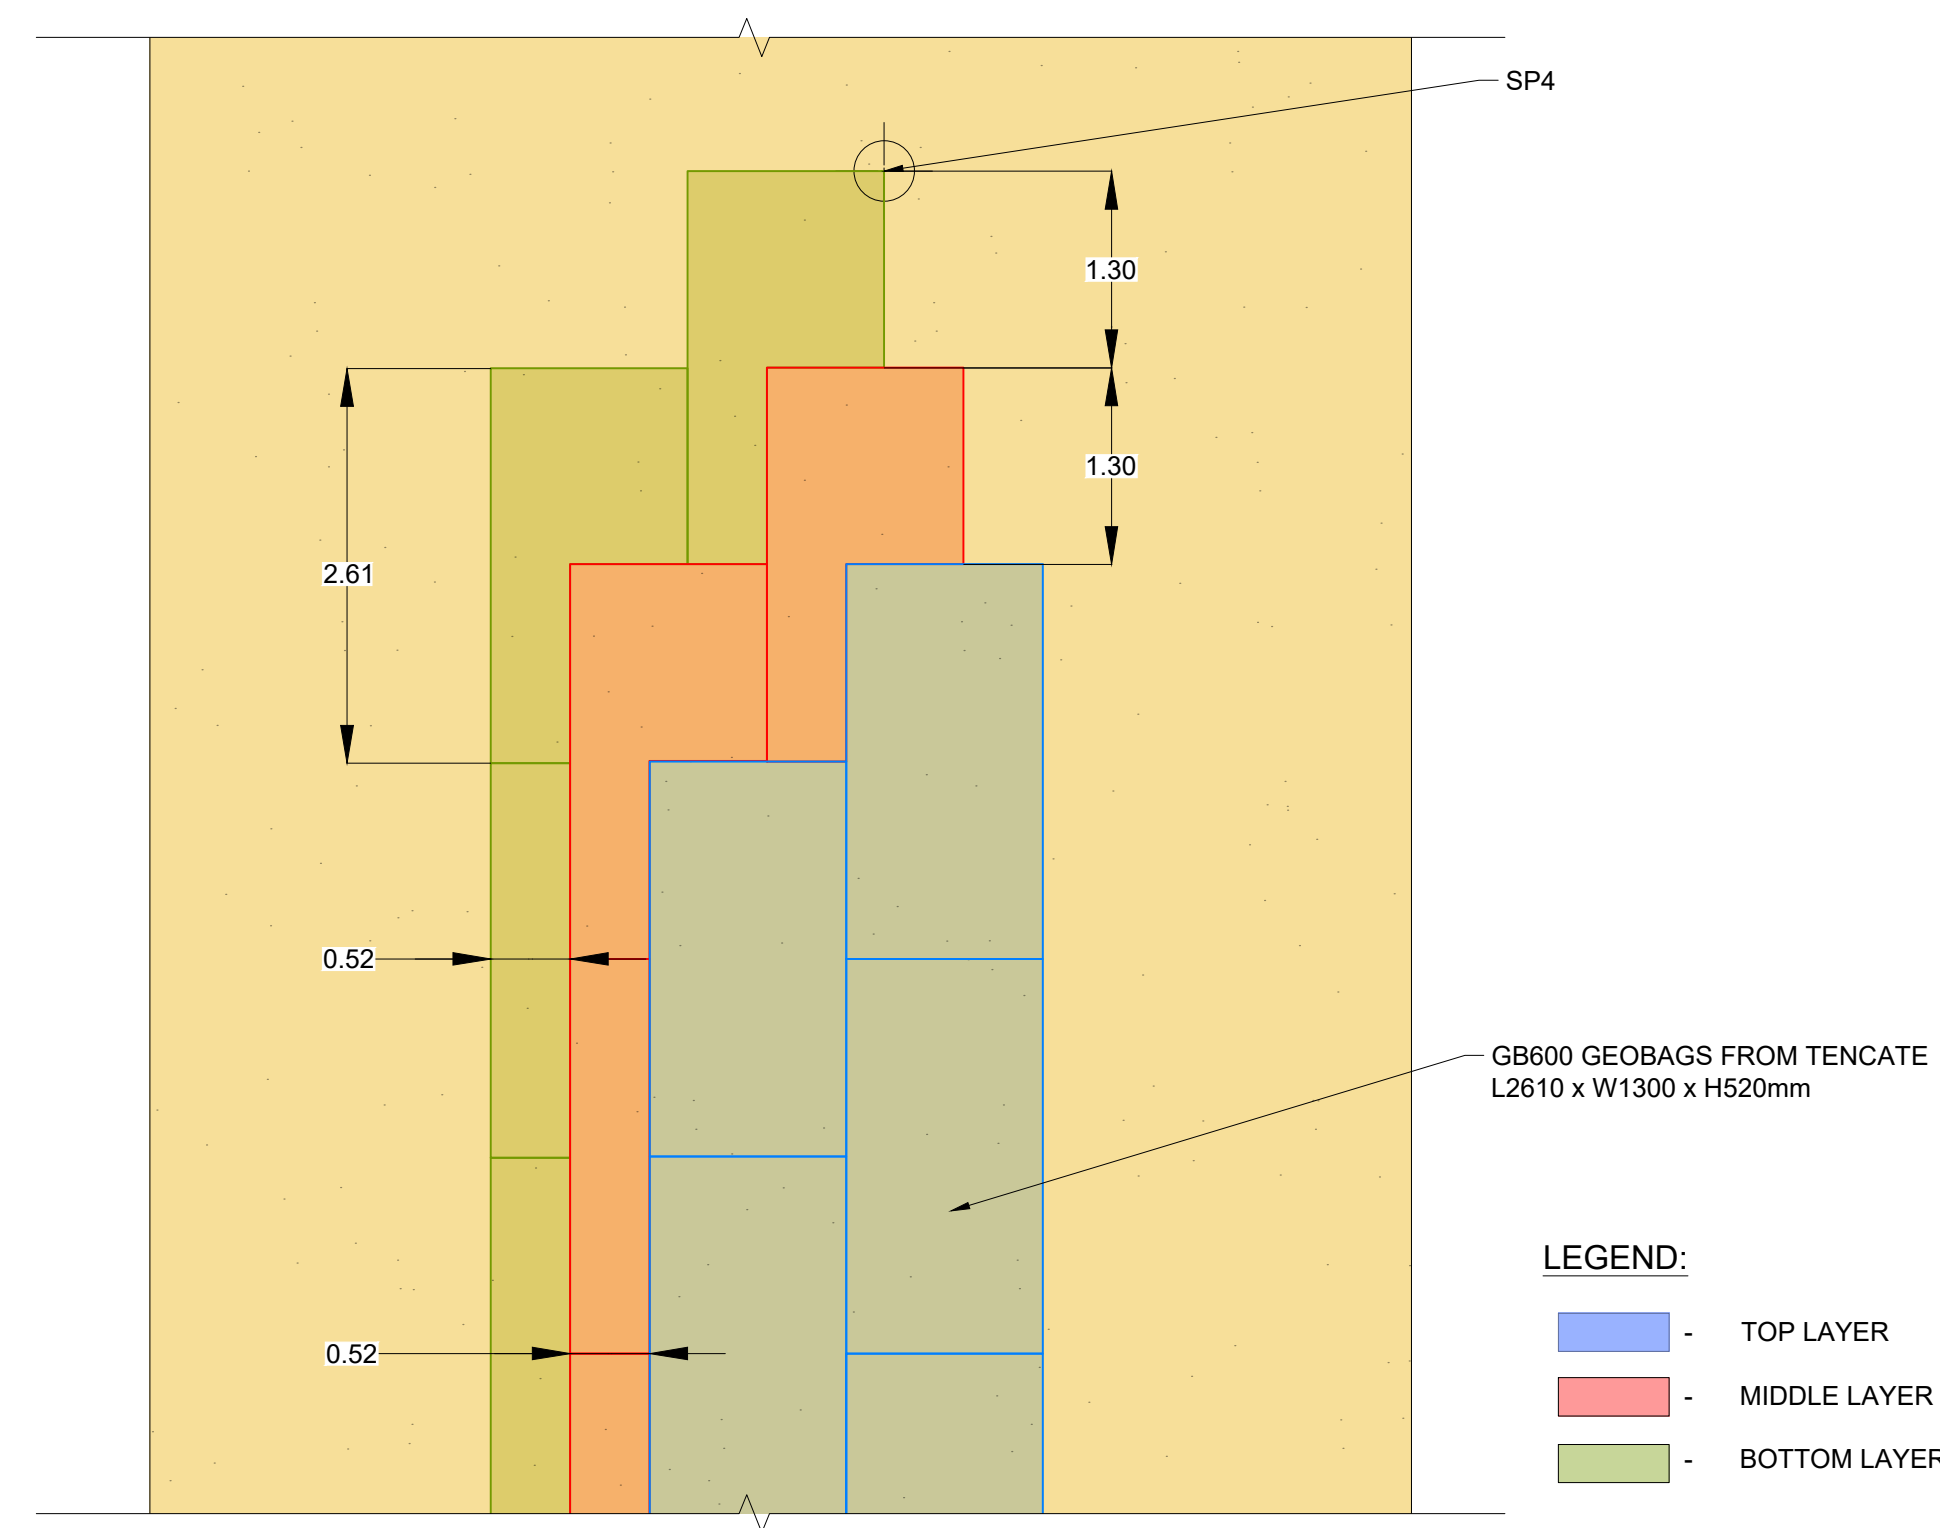 SP4
1.30
1.30
2.61
0.52
GB600 GEOBAGS FROM TENCATE
L2610 x W1300 x H520mm
LEGEND:
- TOP LAYER
0.52
- MIDDLE LAYER
- BOTTOM LAYER